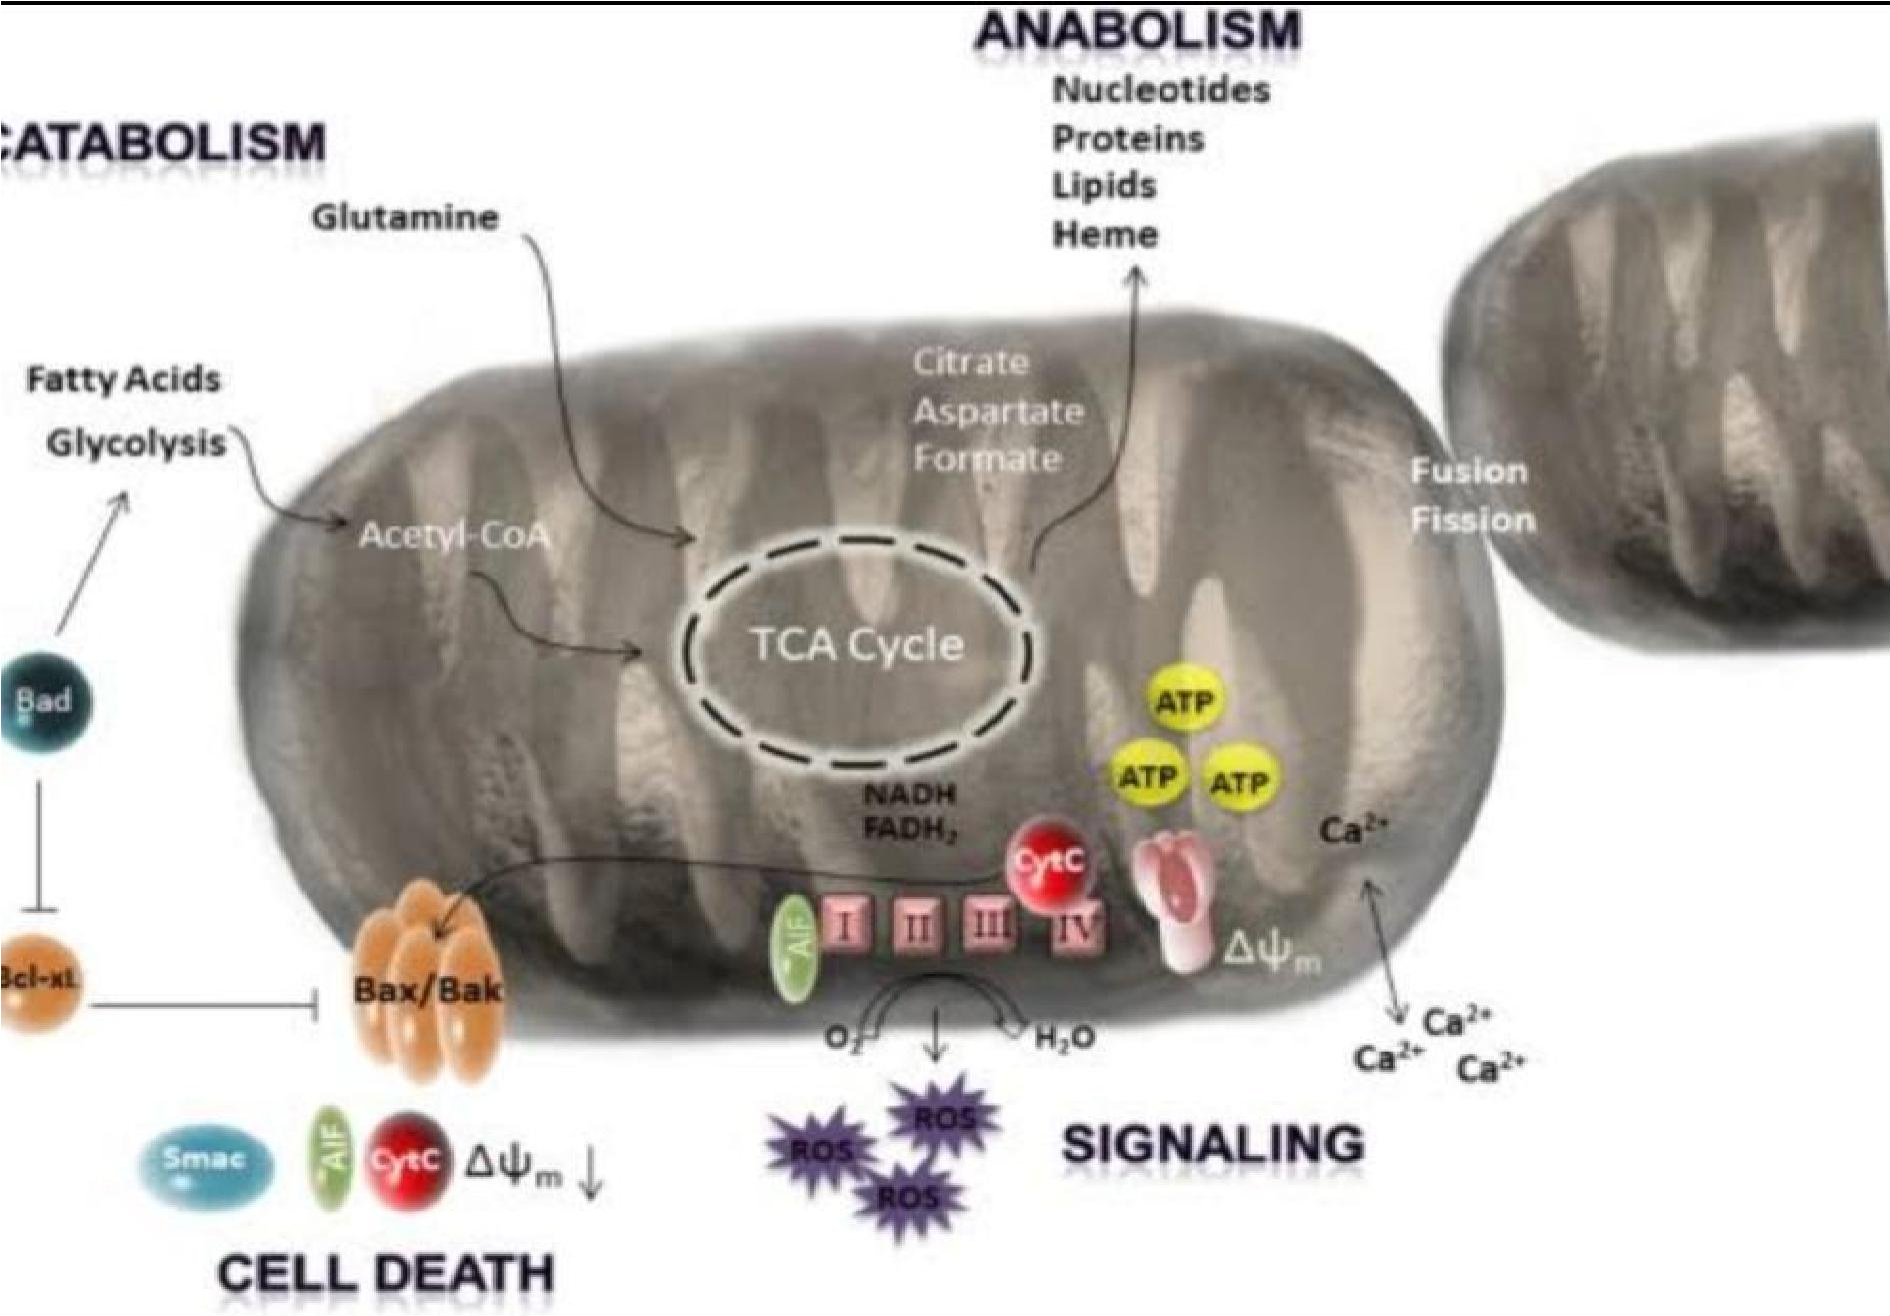 ANABOLISM
Nucleotides
Proteins
Lipids
Heme
CATABOLISM
Glutamine
Fatty Acids
Glycolysis
Acetyl-CoA
Citrate
Aspartate
Formate
Fusion
Fission
TCA Cycle
Bad
ATP
ATP
ATP
NADH
FADH₂
CytC
Ca²⁺
AIF
I
II
III
IV
Δψₘ
Bcl-xL
Bax/Bak
O₂
H₂O
Ca²⁺
Ca²⁺
Ca²⁺
ROS
ROS
ROS
SIGNALING
Smac
AIF
CytC
Δψₘ ↓
CELL DEATH